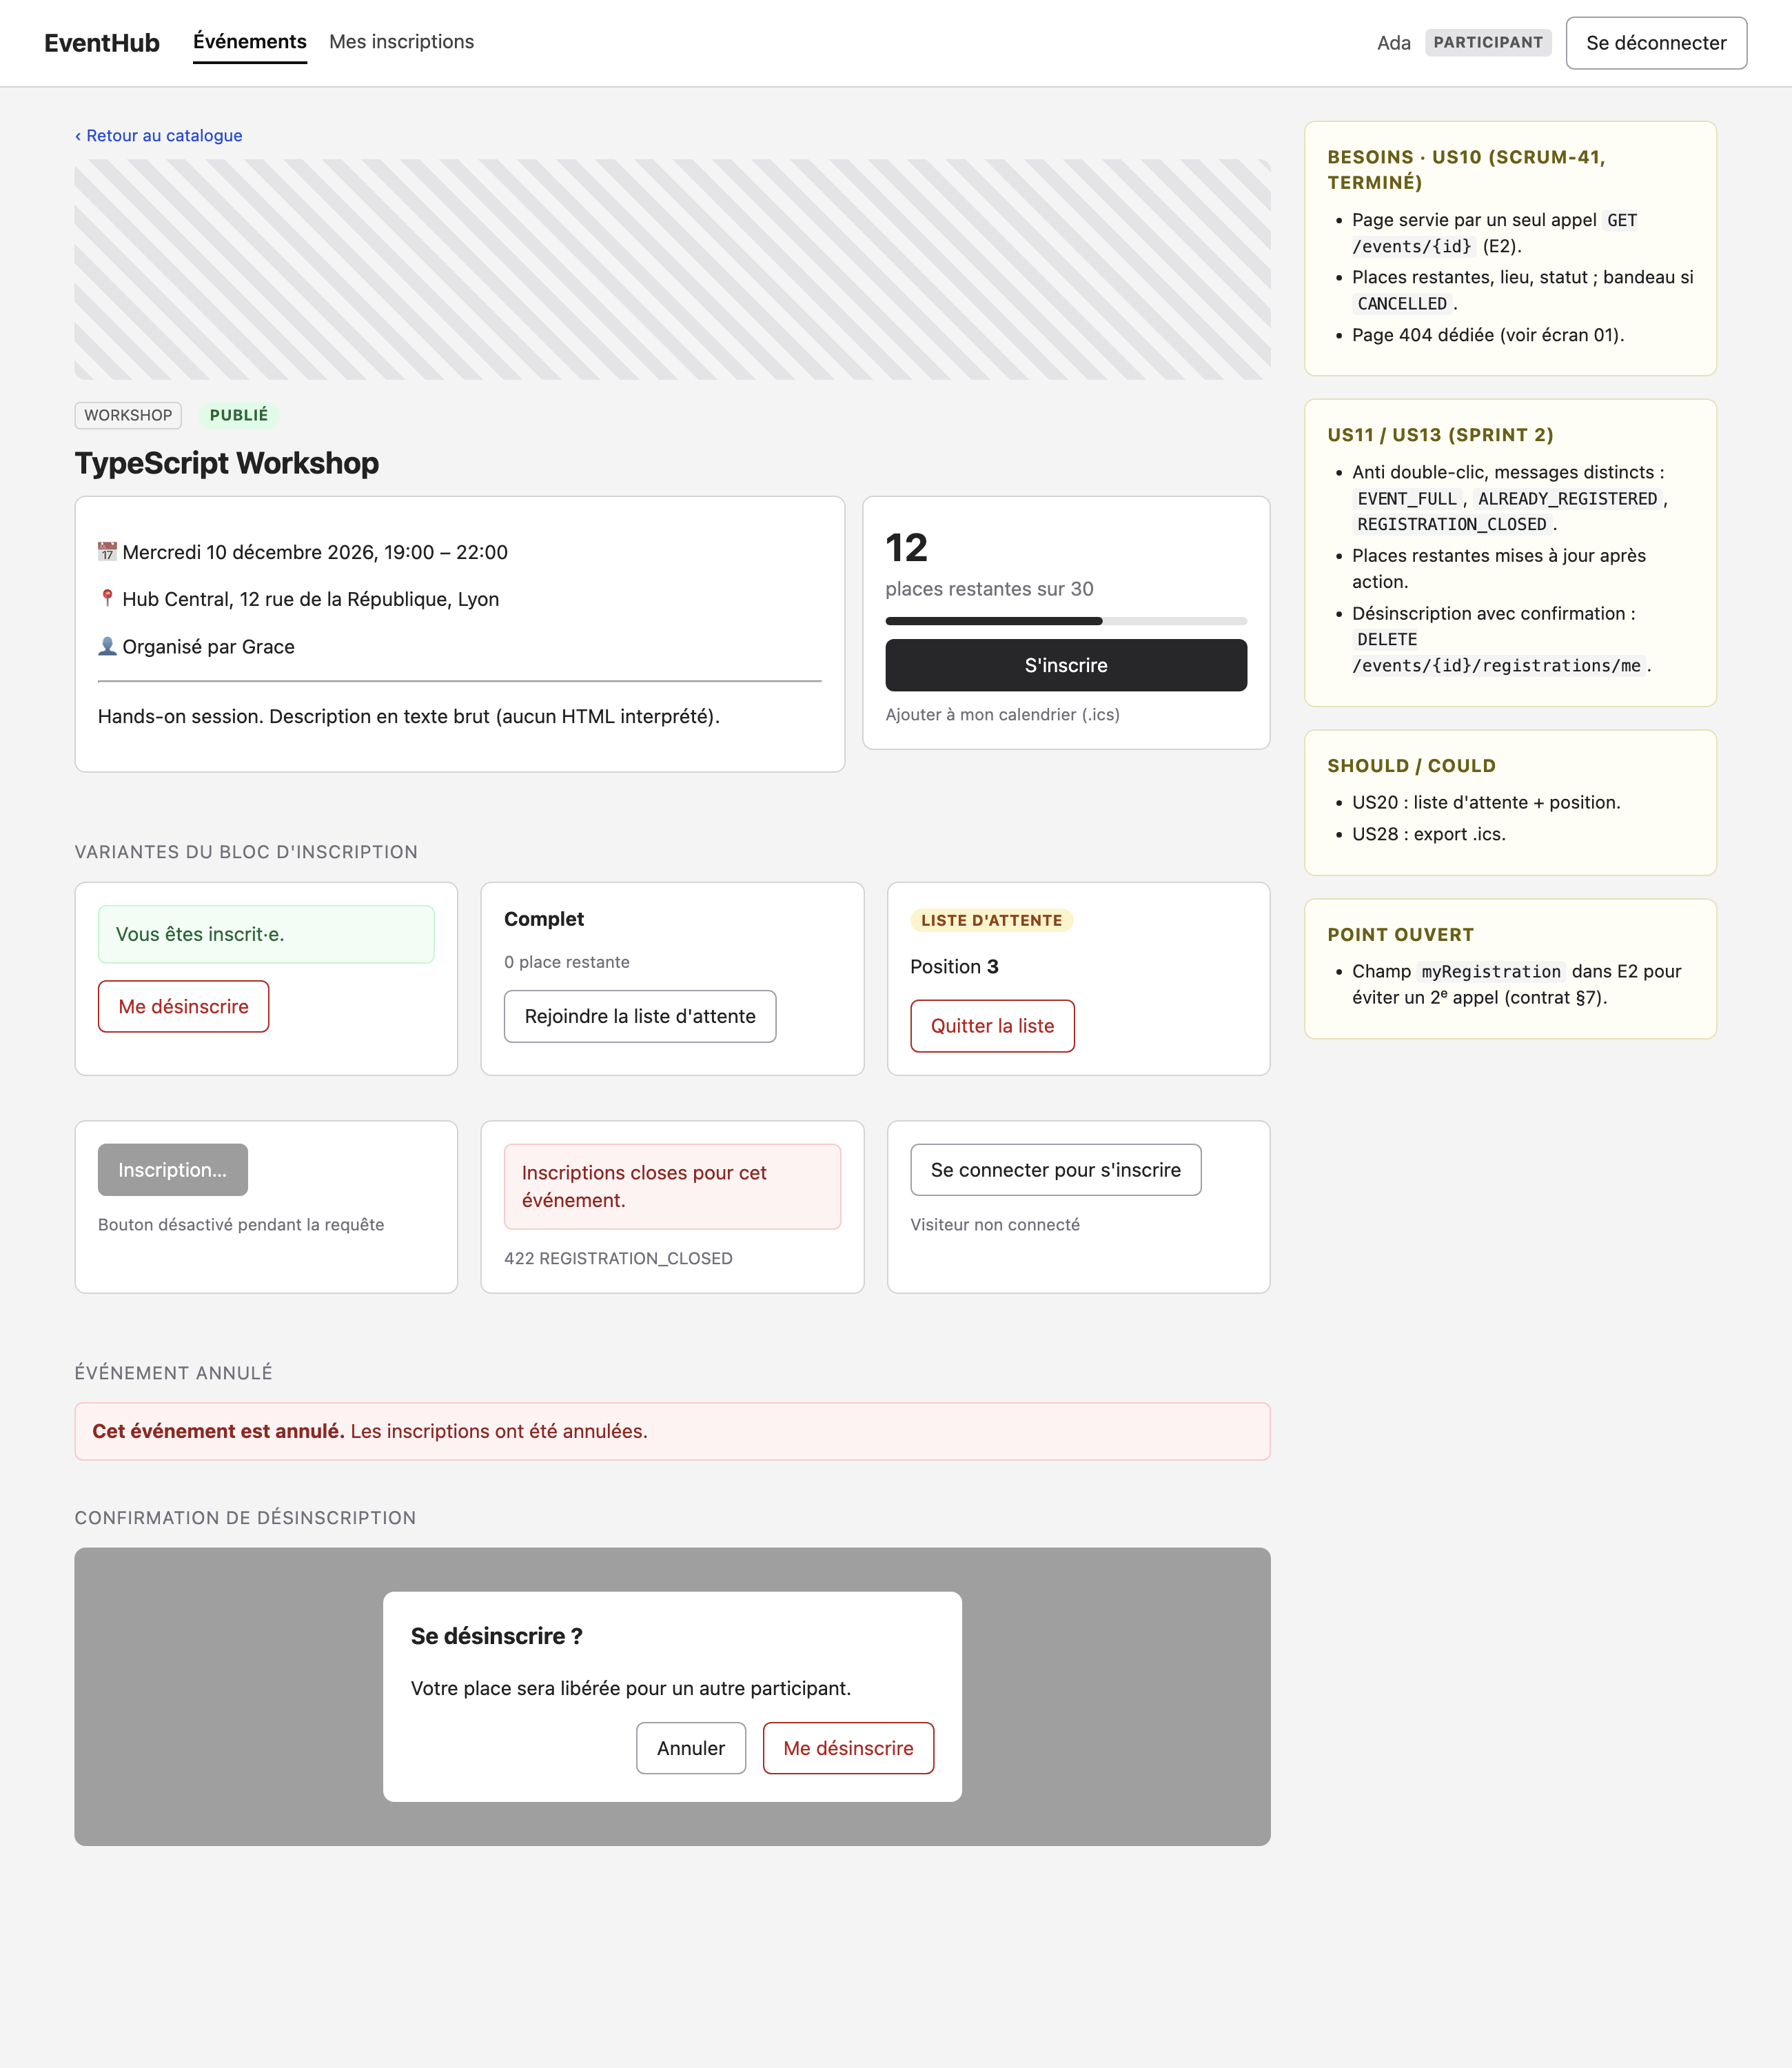 EventHub
Événements
Mes inscriptions
Ada
PARTICIPANT
Se déconnecter
‹ Retour au catalogue
WORKSHOP
PUBLIÉ
TypeScript Workshop
17
Mercredi 10 décembre 2026, 19:00 – 22:00
Hub Central, 12 rue de la République, Lyon
Organisé par Grace
Hands-on session. Description en texte brut (aucun HTML interprété).
12
places restantes sur 30
S'inscrire
Ajouter à mon calendrier (.ics)
VARIANTES DU BLOC D'INSCRIPTION
Vous êtes inscrit·e.
Me désinscrire
Complet
0 place restante
Rejoindre la liste d'attente
LISTE D'ATTENTE
Position 3
Quitter la liste
Inscription…
Bouton désactivé pendant la requête
Inscriptions closes pour cet
événement.
422 REGISTRATION_CLOSED
Se connecter pour s'inscrire
Visiteur non connecté
ÉVÉNEMENT ANNULÉ
Cet événement est annulé. Les inscriptions ont été annulées.
CONFIRMATION DE DÉSINSCRIPTION
Se désinscrire ?
Votre place sera libérée pour un autre participant.
Annuler
Me désinscrire
BESOINS · US10 (SCRUM-41,
TERMINÉ)
• Page servie par un seul appel GET
/events/{id} (E2).
• Places restantes, lieu, statut ; bandeau si
CANCELLED.
• Page 404 dédiée (voir écran 01).
US11 / US13 (SPRINT 2)
• Anti double-clic, messages distincts :
EVENT_FULL, ALREADY_REGISTERED,
REGISTRATION_CLOSED.
• Places restantes mises à jour après
action.
• Désinscription avec confirmation :
DELETE
/events/{id}/registrations/me.
SHOULD / COULD
• US20 : liste d'attente + position.
• US28 : export .ics.
POINT OUVERT
• Champ myRegistration dans E2 pour
éviter un 2ᵉ appel (contrat §7).